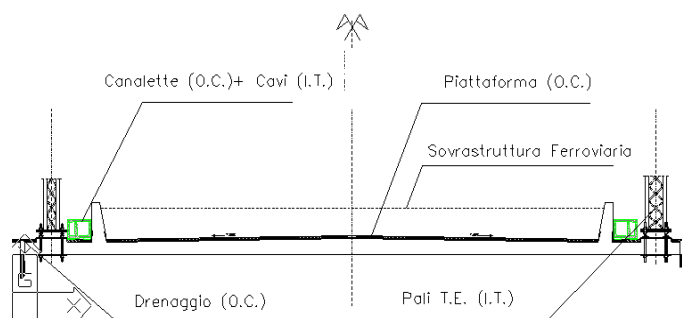 Canalette (O.C.)+ Cavi (I.T.)
Piattaforma (O.C.)
Sovrastruttura Ferroviaria
Drenaggio (O.C.)
Pali T.E. (I.T.)